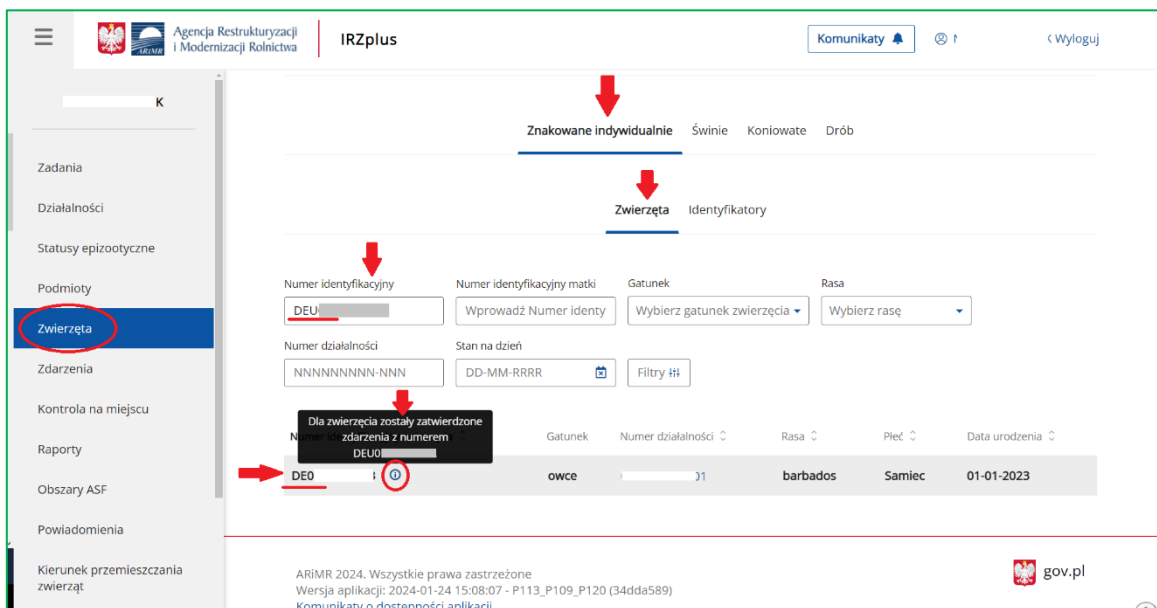 Agencja Restrukturyzacji
i Modernizacji Rolnictwa
ARiMR
IRZplus
Komunikaty
Wyloguj
K
Zadania
Działalności
Statusy epizootyczne
Podmioty
Zwierzęta
Zdarzenia
Kontrola na miejscu
Raporty
Obszary ASF
Powiadomienia
Kierunek przemieszczania
zwierząt
Znakowane indywidualnie Świnie Koniowate Drób
Zwierzęta Identyfikatory
Numer identyfikacyjny Numer identyfikacyjny matki Gatunek Rasa
DEU Wprowadź Numer identy Wybierz gatunek zwierzęcia Wybierz rasę
Numer działalności Stan na dzień
NNNNNNNNN-NNN DD-MM-RRRR Filtry
Dla zwierzęcia zostały zatwierdzone
zdarzenia z numerem
DEU0
Gatunek Numer działalności Rasa Płeć Data urodzenia
DE0 owce 01 barbados Samiec 01-01-2023
ARiMR 2024. Wszystkie prawa zastrzeżone
Wersja aplikacji: 2024-01-24 15:08:07 - P113_P109_P120 (34dda589)
Komunikaty o dostępności aplikacji
gov.pl